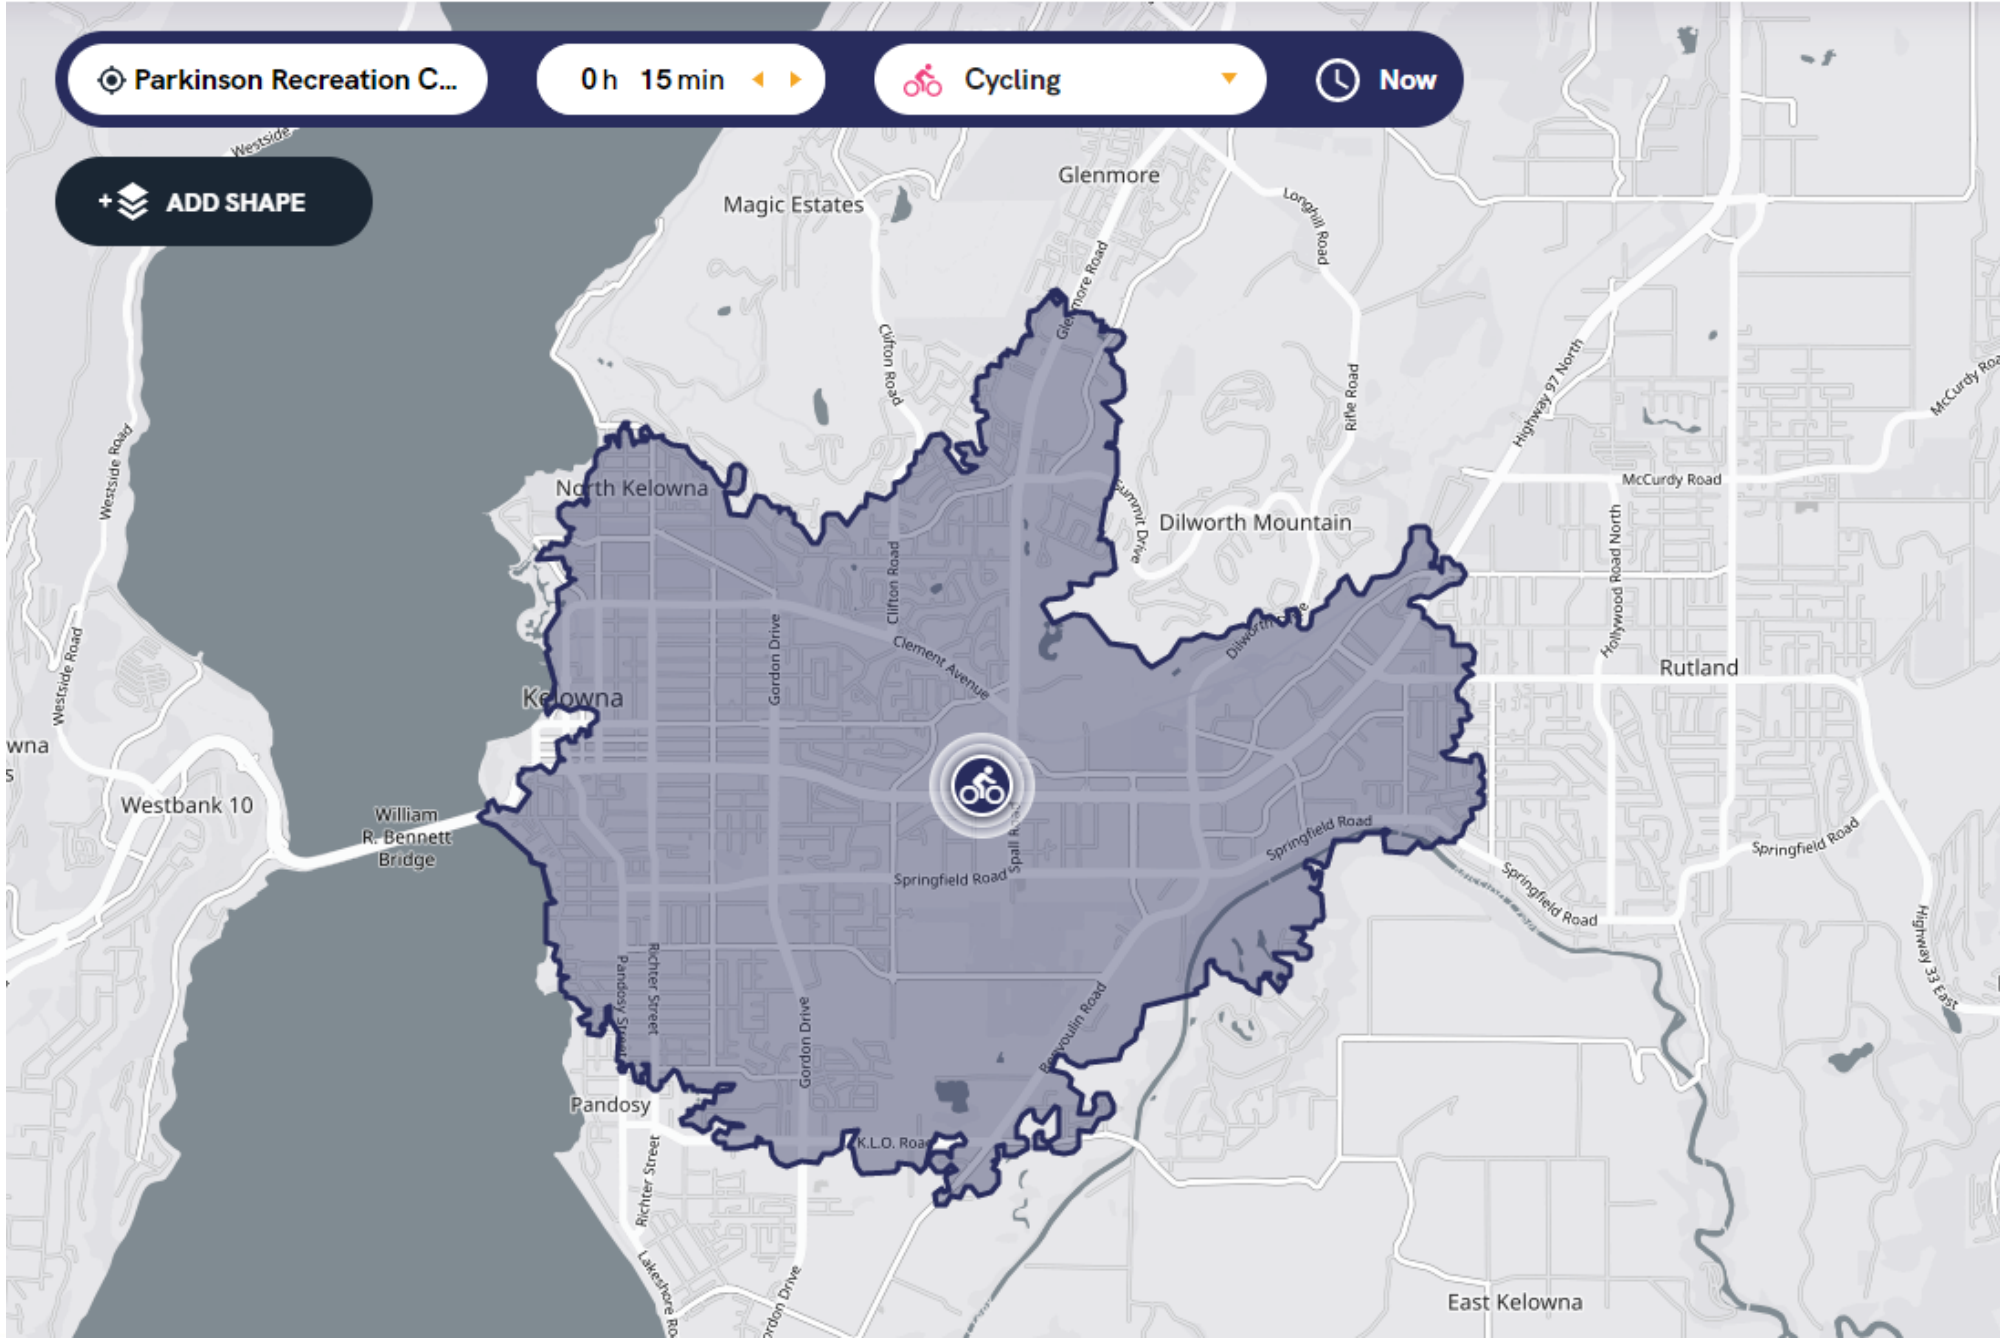 Parkinson Recreation C...
0 h 15 min
Cycling
Now
+ ADD SHAPE
Westside
Glenmore
Magic Estates
Longhill Road
Glenmore Road
Clifton Road
Rifle Road
Highway 97 North
McCurdy Roa
Westside Road
North Kelowna
McCurdy Road
Summit Drive
Dilworth Mountain
Hollywood Road North
Clifton Road
Gordon Drive
Clement Avenue
Dilworth Drive
Rutland
Westside Road
Kelowna
wna
s
Westbank 10
William
R. Bennett
Bridge
Spall Road
Springfield Road
Springfield Road
Springfield Road
Springfield Road
Highway 33 East
Pandosy Street
Richter Street
Gordon Drive
Benvoulin Road
Pandosy
K.L.O. Road
Richter Street
Lakeshore Ro
ordon Drive
East Kelowna